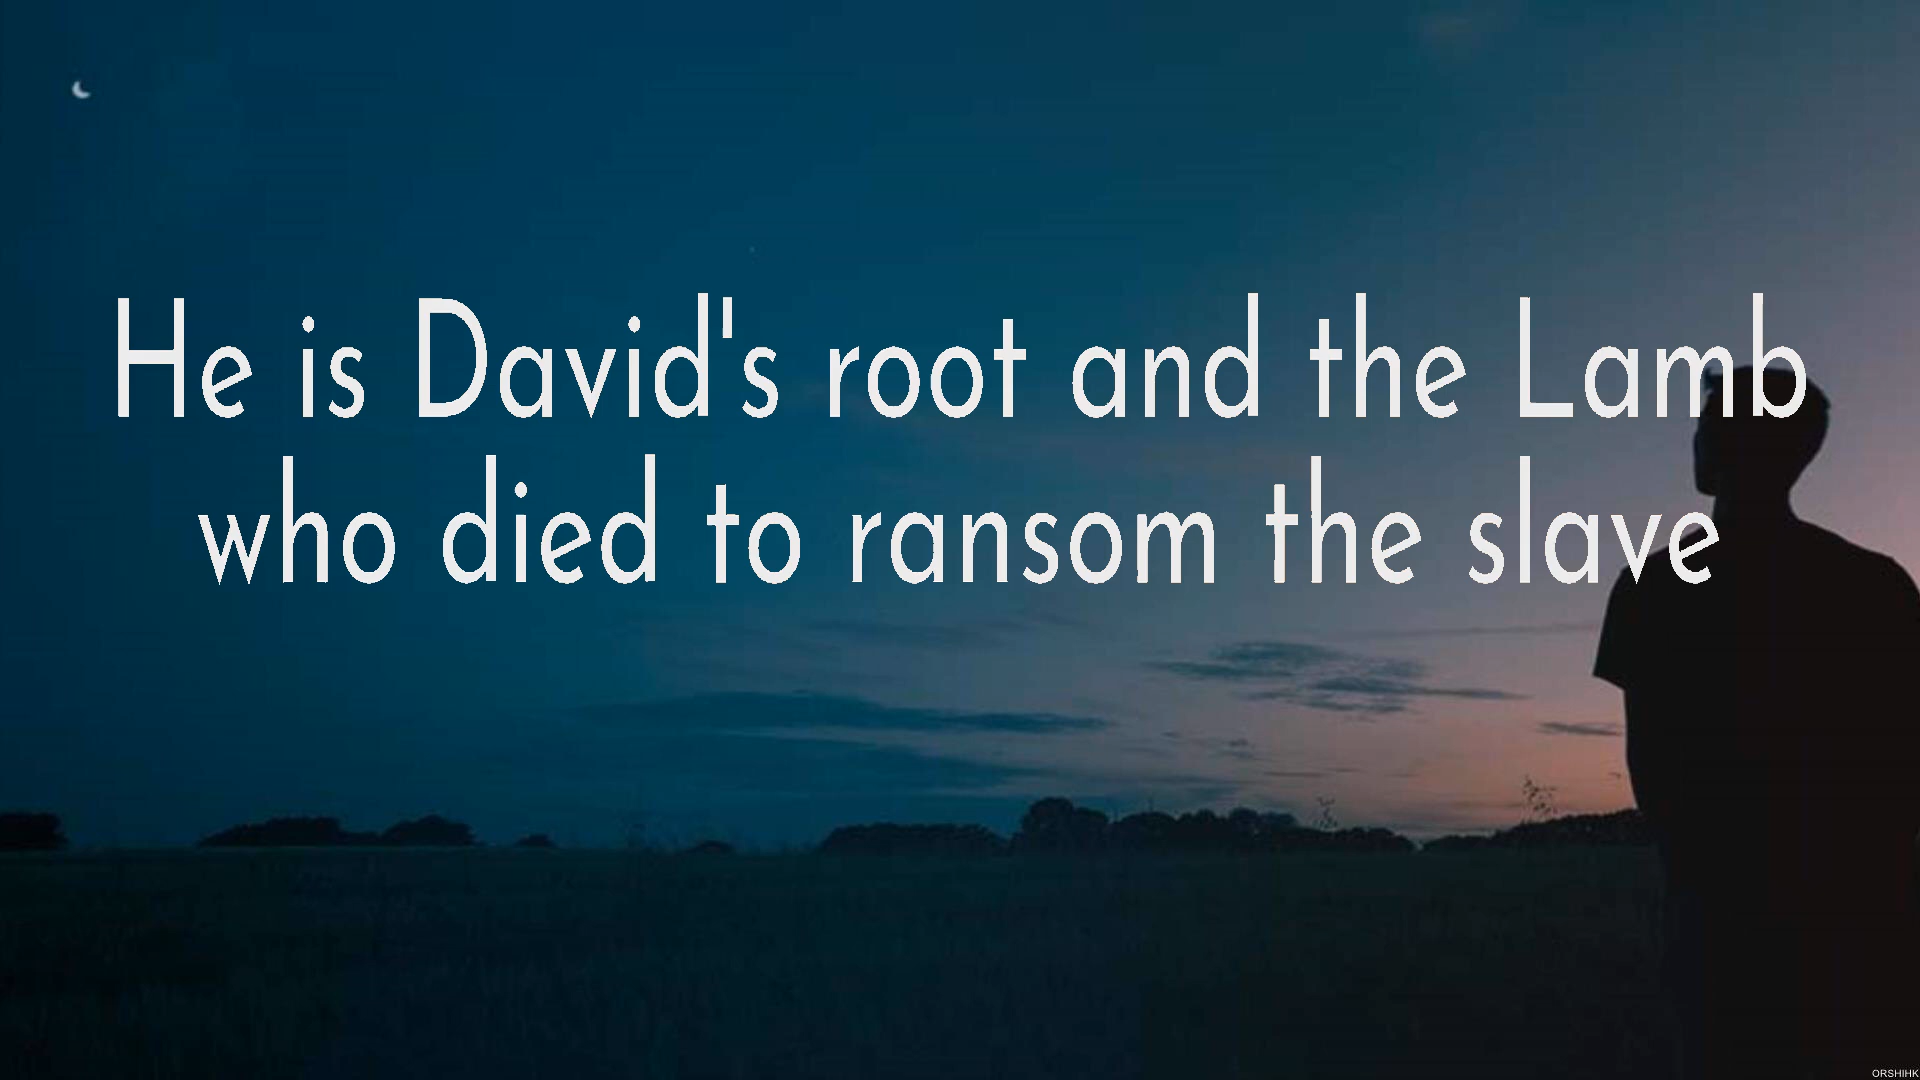 He is David's root and the Lamb
who died to ransom the slave
ORSHIHK